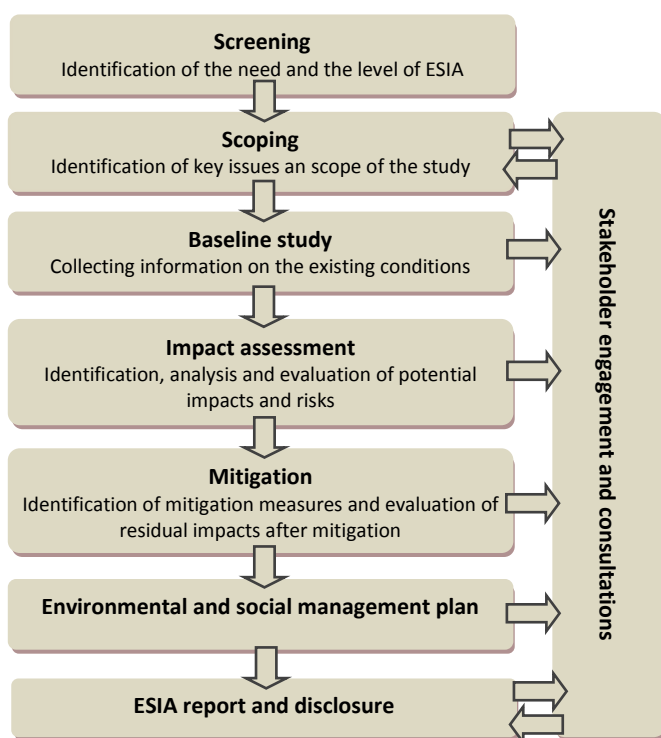 Screening
Identification of the need and the level of ESIA
Scoping
Identification of key issues an scope of the study
Baseline study
Collecting information on the existing conditions
Impact assessment
Identification, analysis and evaluation of potential
impacts and risks
Mitigation
Identification of mitigation measures and evaluation of
residual impacts after mitigation
Environmental and social management plan
ESIA report and disclosure
Stakeholder engagement and consultations